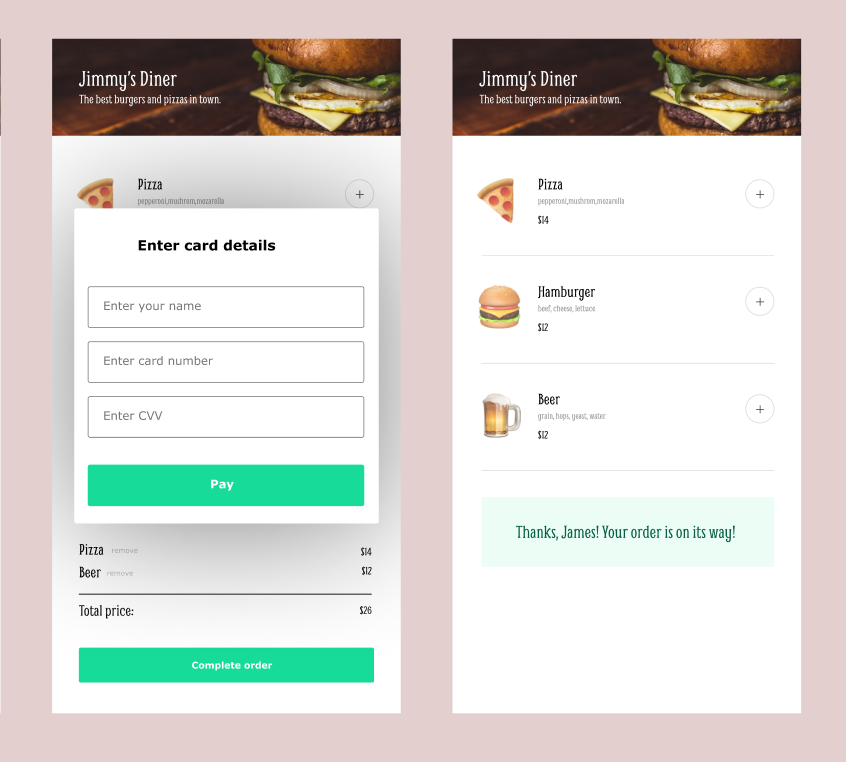 Jimmy's Diner
The best burgers and pizzas in town.
Pizza
pepperoni,mushrom,mozarella
+
Enter card details
Enter your name
Enter card number
Enter CVV
Pay
Pizza remove $14
Beer remove $12
Total price: $26
Complete order
Jimmy's Diner
The best burgers and pizzas in town.
Pizza
pepperoni,mushrom,mozarella
$14
+
Hamburger
beef, cheese, lettuce
$12
+
Beer
grain, hops, yeast, water
$12
+
Thanks, James! Your order is on its way!